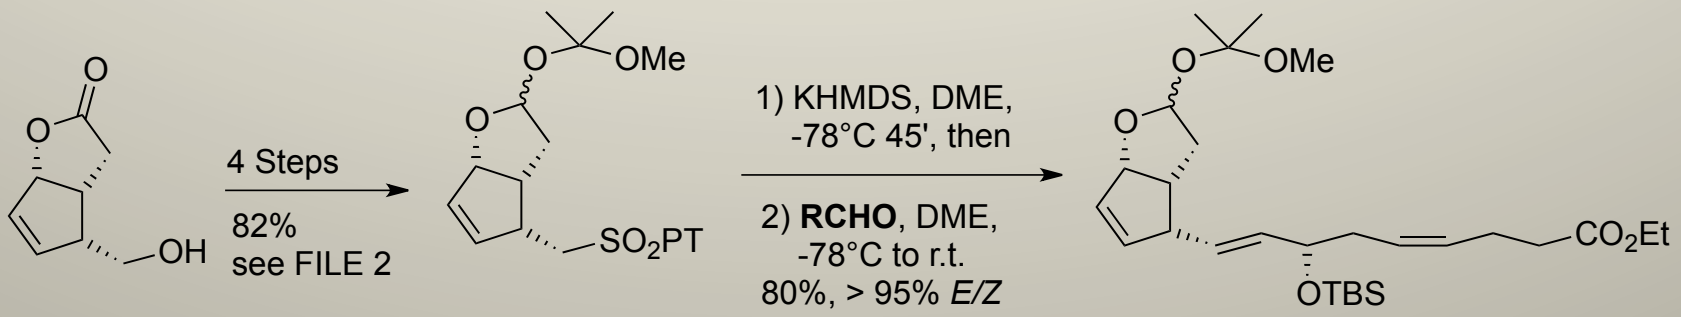 O
O
OH
4 Steps
82%
see FILE 2
O
OMe
O
SO₂PT
1) KHMDS, DME,
-78°C 45', then
2) RCHO, DME,
-78°C to r.t.
80%, > 95% E/Z
O
OMe
O
CO₂Et
OTBS